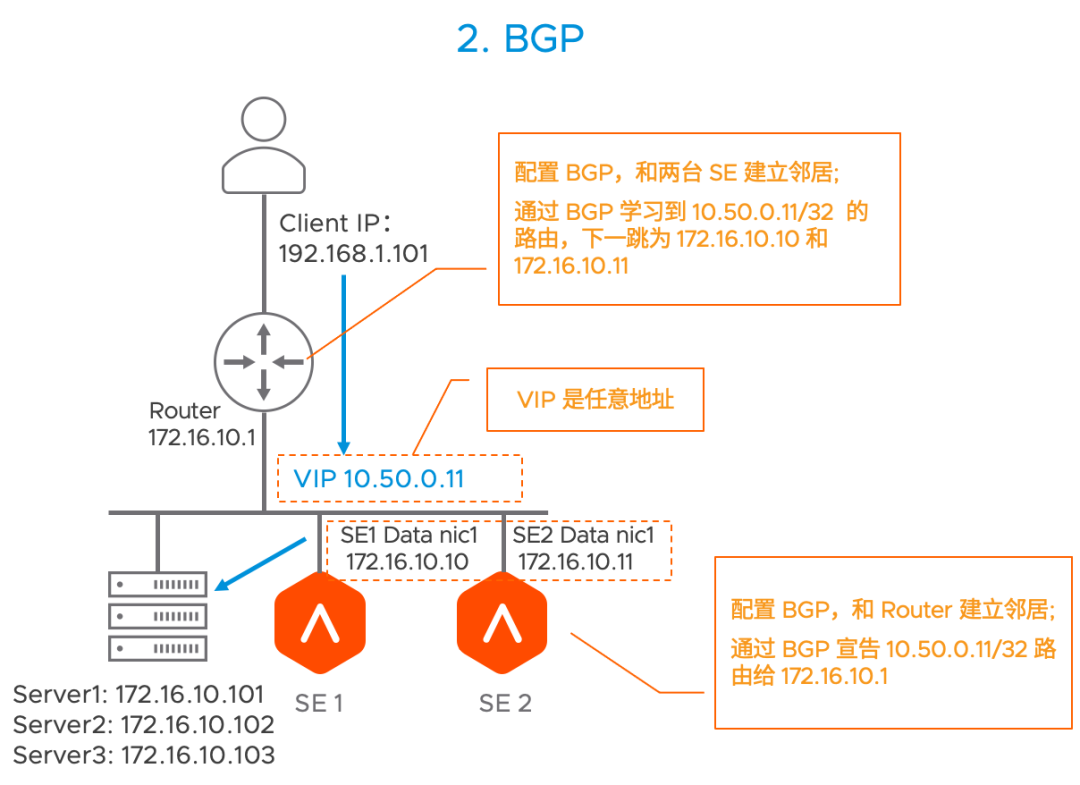 2. BGP
配置 BGP，和两台 SE 建立邻居;
通过 BGP 学习到 10.50.0.11/32 的
路由，下一跳为 172.16.10.10 和
172.16.10.11
Client IP：
192.168.1.101
VIP 是任意地址
Router
172.16.10.1
VIP 10.50.0.11
SE1 Data nic1
172.16.10.10
SE2 Data nic1
172.16.10.11
配置 BGP，和 Router 建立邻居;
通过 BGP 宣告 10.50.0.11/32 路
由给 172.16.10.1
SE 1
SE 2
Server1: 172.16.10.101
Server2: 172.16.10.102
Server3: 172.16.10.103